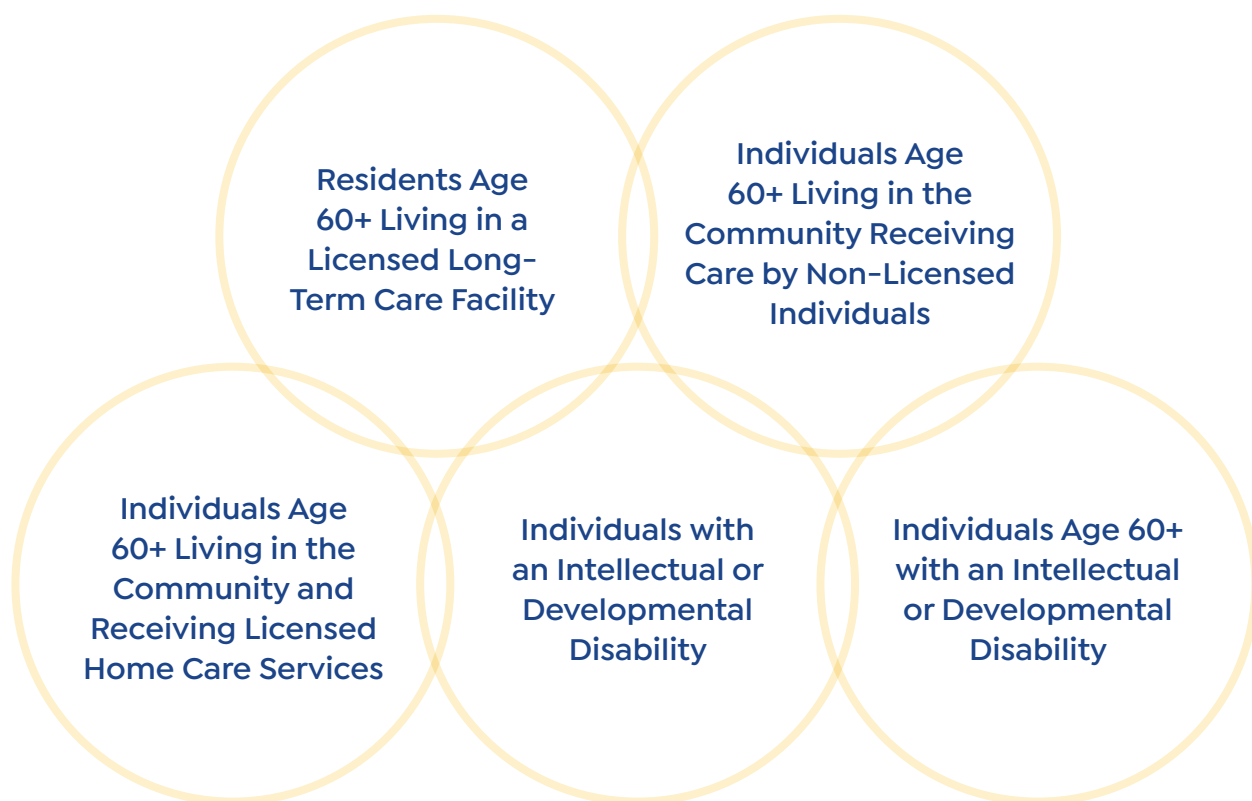 Residents Age
60+ Living in a
Licensed Long-
Term Care Facility
Individuals Age
60+ Living in the
Community Receiving
Care by Non-Licensed
Individuals
Individuals Age
60+ Living in the
Community and
Receiving Licensed
Home Care Services
Individuals with
an Intellectual or
Developmental
Disability
Individuals Age 60+
with an Intellectual
or Developmental
Disability